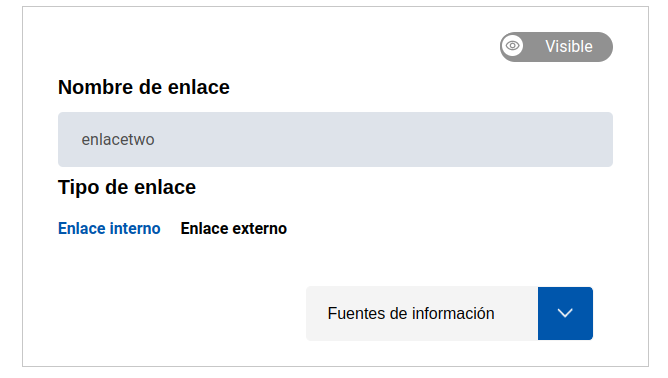 Visible
Nombre de enlace
enlacetwo
Tipo de enlace
Enlace interno Enlace externo
Fuentes de información